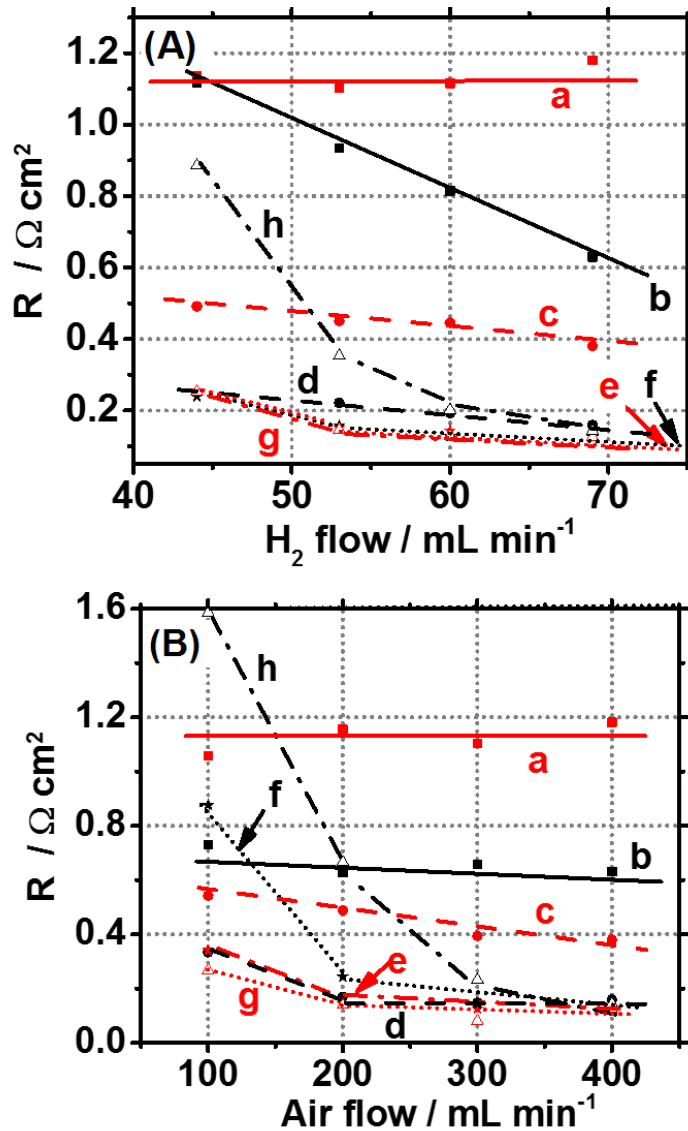 (A)
1.2
1.0
0.8
0.6
0.4
0.2
R / Ω cm²
a
b
h
c
d
e
f
g
40 50 60 70
H₂ flow / mL min⁻¹
(B)
1.6
1.2
0.8
0.4
0.0
R / Ω cm²
h
a
f
b
c
e
g
d
100 200 300 400
Air flow / mL min⁻¹